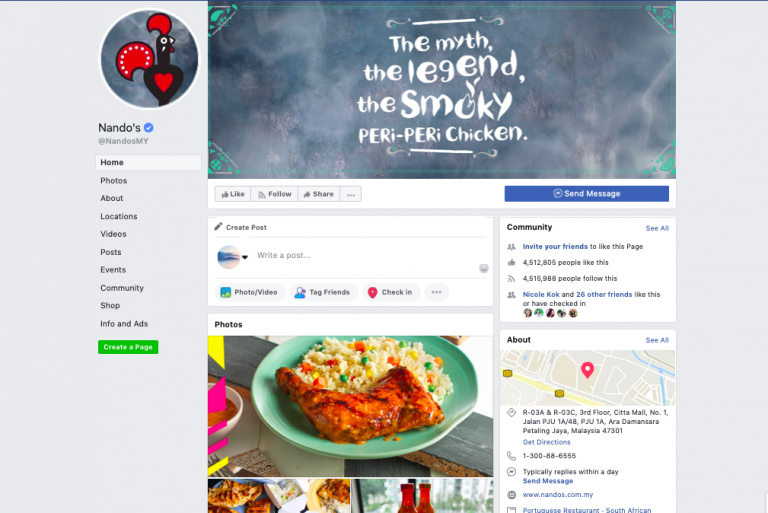 Nando's
@NandosMY
Home
Photos
About
Locations
Videos
Posts
Events
Community
Shop
Info and Ads
Create a Page
The myth,
the legend,
the Smoky
PERi-PERi Chicken.
Like
Follow
Share
...
Send Message
Create Post
Write a post...
Photo/Video
Tag Friends
Check in
...
Photos
Community
See All
Invite your friends to like this Page
4,512,805 people like this
4,515,988 people follow this
Nicole Kok and 26 other friends like this
or have checked in
About
See All
R-03A & R-03C, 3rd Floor, Citta Mall, No. 1,
Jalan PJU 1A/48, PJU 1A, Ara Damansara
Petaling Jaya, Malaysia 47301
Get Directions
1-300-88-6555
Typically replies within a day
Send Message
www.nandos.com.my
Portuguese Restaurant · South African